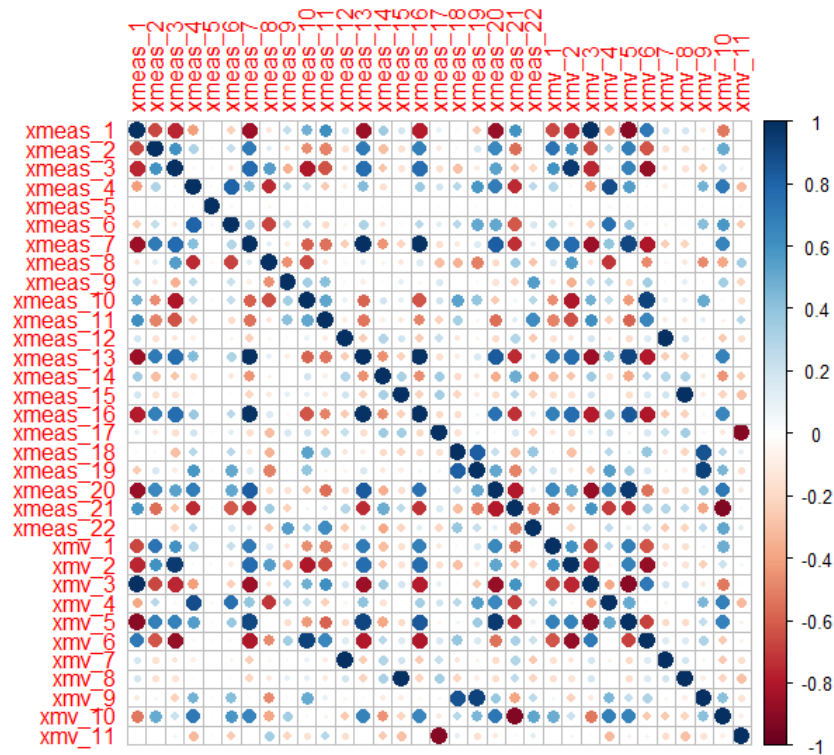 xmeas_1
xmeas_2
xmeas_3
xmeas_4
xmeas_5
xmeas_6
xmeas_7
xmeas_8
xmeas_9
xmeas_10
xmeas_11
xmeas_12
xmeas_13
xmeas_14
xmeas_15
xmeas_16
xmeas_17
xmeas_18
xmeas_19
xmeas_20
xmeas_21
xmeas_22
xmv_1
xmv_2
xmv_3
xmv_4
xmv_5
xmv_6
xmv_7
xmv_8
xmv_9
xmv_10
xmv_11
xmeas_1
xmeas_2
xmeas_3
xmeas_4
xmeas_5
xmeas_6
xmeas_7
xmeas_8
xmeas_9
xmeas_10
xmeas_11
xmeas_12
xmeas_13
xmeas_14
xmeas_15
xmeas_16
xmeas_17
xmeas_18
xmeas_19
xmeas_20
xmeas_21
xmeas_22
xmv_1
xmv_2
xmv_3
xmv_4
xmv_5
xmv_6
xmv_7
xmv_8
xmv_9
xmv_10
xmv_11
1
0.8
0.6
0.4
0.2
0
-0.2
-0.4
-0.6
-0.8
-1